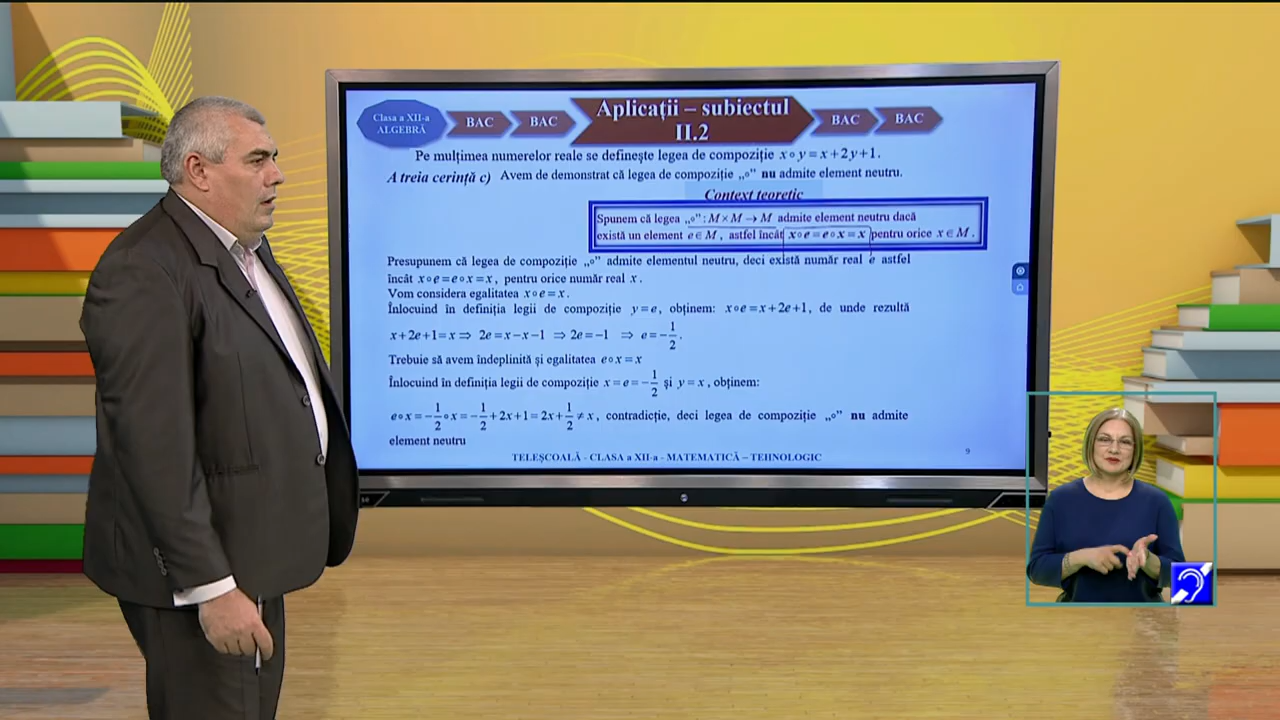 Clasa a XII-a
ALGEBRĂ
BAC
BAC
Aplicații – subiectul
II.2
BAC
BAC
Pe mulțimea numerelor reale se definește legea de compoziție x∘y=x+2y+1.
A treia cerință c) Avem de demonstrat că legea de compoziție „∘” nu admite element neutru.
Context teoretic
Spunem că legea „∘”: M×M→M admite element neutru dacă
există un element e∈M, astfel încât x∘e=e∘x=x pentru orice x∈M.
Presupunem că legea de compoziție „∘” admite elementul neutru, deci există număr real e astfel
încât x∘e=e∘x=x, pentru orice număr real x.
Vom considera egalitatea x∘e=x.
Înlocuind în definiția legii de compoziție y=e, obținem: x∘e=x+2e+1, de unde rezultă
x+2e+1=x⇒ 2e=x-x-1 ⇒2e=-1 ⇒ e=-1/2.
Trebuie să avem îndeplinită și egalitatea e∘x=x
Înlocuind în definiția legii de compoziție x=e=-1/2 și y=x, obținem:
e∘x=-1/2∘x=-1/2+2x+1=2x+1/2≠x, contradicție, deci legea de compoziție „∘” nu admite
element neutru
TELEȘCOALĂ - CLASA a XII-a - MATEMATICĂ – TEHNOLOGIC
9